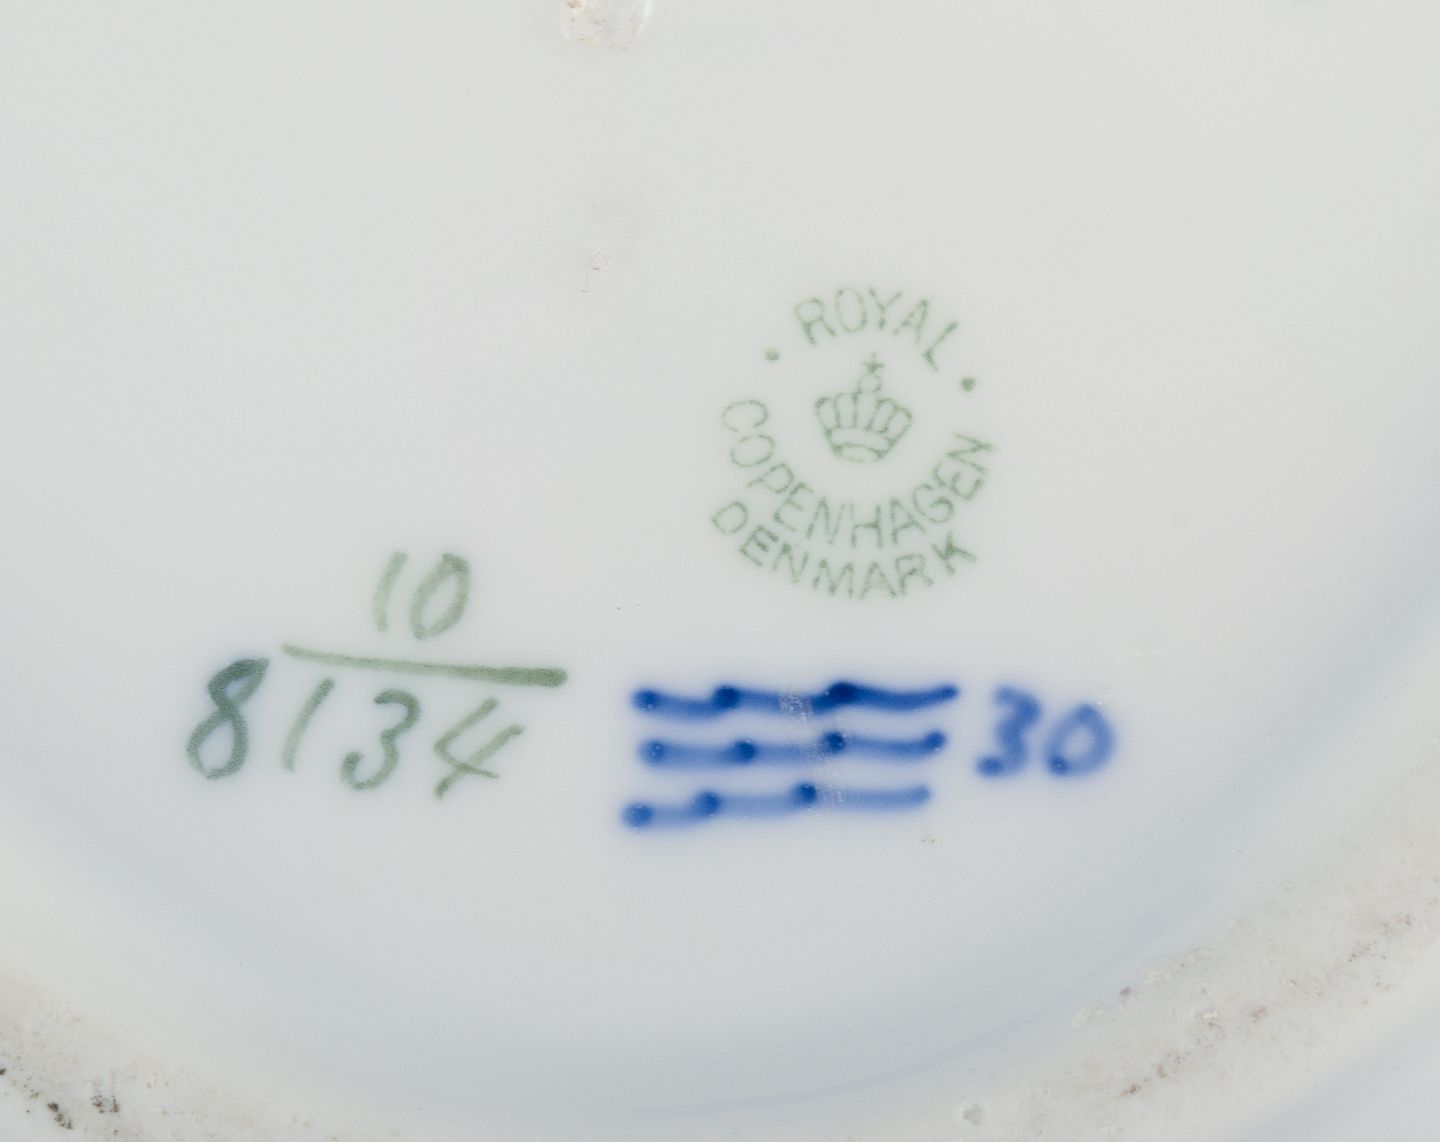 ROYAL
COPENHAGEN
DENMARK
10
8134
30